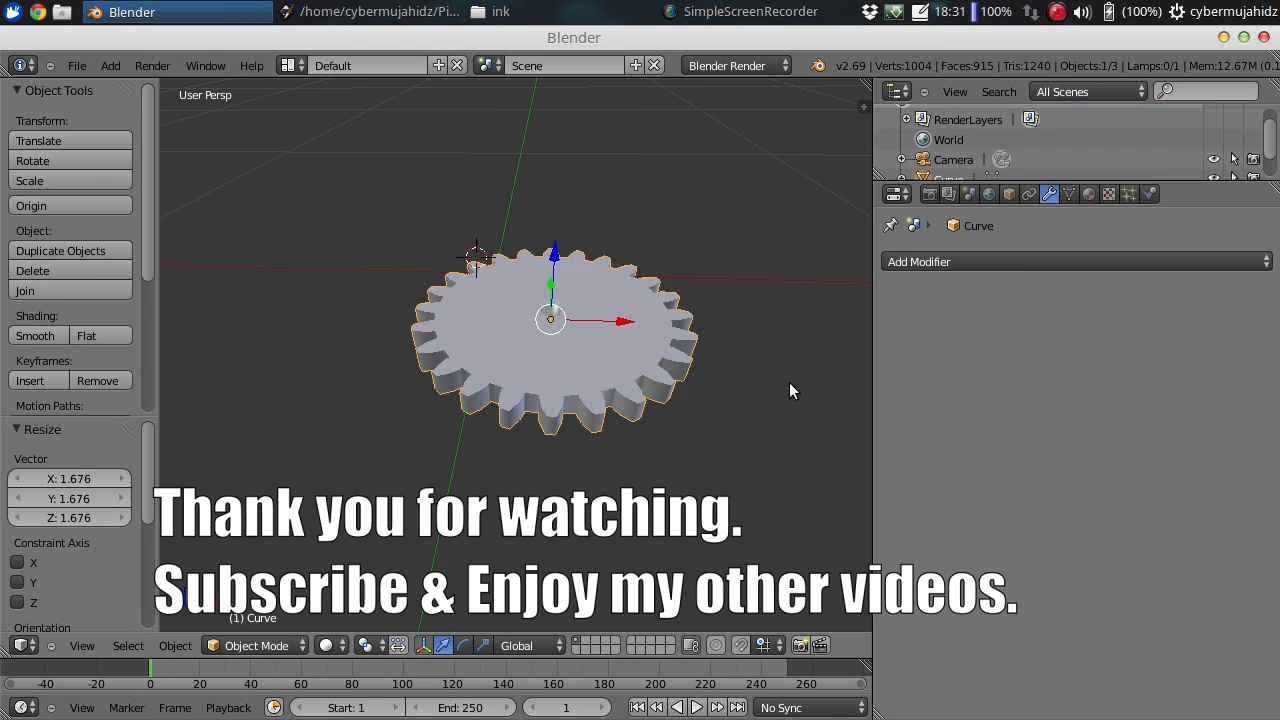 Blender
/home/cybermujahidz/Pi...
ink
SimpleScreenRecorder
18:31
100%
(100%)
cybermujahidz
Blender
File
Add
Render
Window
Help
Default
Scene
Blender Render
v2.69 | Verts:1004 | Faces:915 | Tris:1240 | Objects:1/3 | Lamps:0/1 | Mem:12.67M (0.1
Object Tools
Transform:
Translate
Rotate
Scale
Origin
Object:
Duplicate Objects
Delete
Join
Shading:
Smooth
Flat
Keyframes:
Insert
Remove
Motion Paths:
Resize
Vector
X: 1.676
Y: 1.676
Z: 1.676
Constraint Axis
X
Y
Z
Orientation
User Persp
(1) Curve
View
Search
All Scenes
RenderLayers
World
Camera
Curve
Curve
Add Modifier
Thank you for watching.
Subscribe & Enjoy my other videos.
View
Select
Object
Object Mode
Global
-40 -20 0 20 40 60 80 100 120 140 160 180 200 220 240 260
View
Marker
Frame
Playback
Start: 1
End: 250
1
No Sync